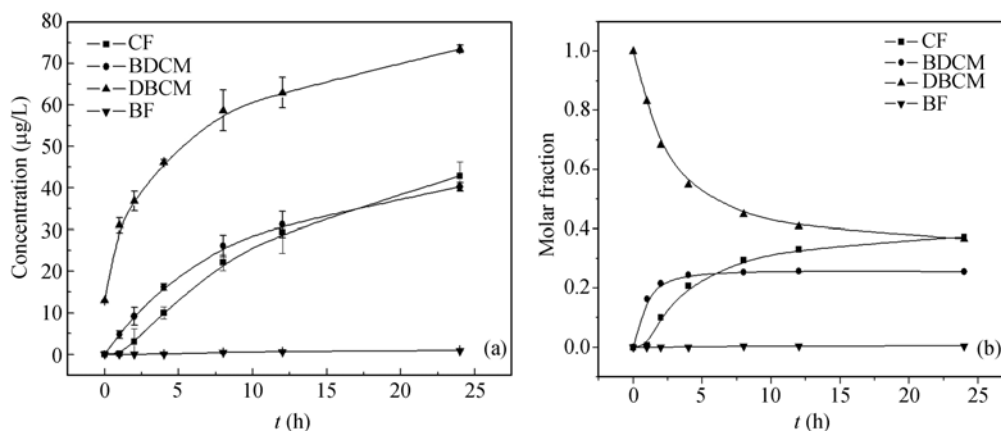 80
70
60
50
40
30
20
10
0
Concentration (μg/L)
CF
BDCM
DBCM
BF
(a)
0 5 10 15 20 25
t (h)
1.0
0.8
0.6
0.4
0.2
0.0
Molar fraction
CF
BDCM
DBCM
BF
(b)
0 5 10 15 20 25
t (h)